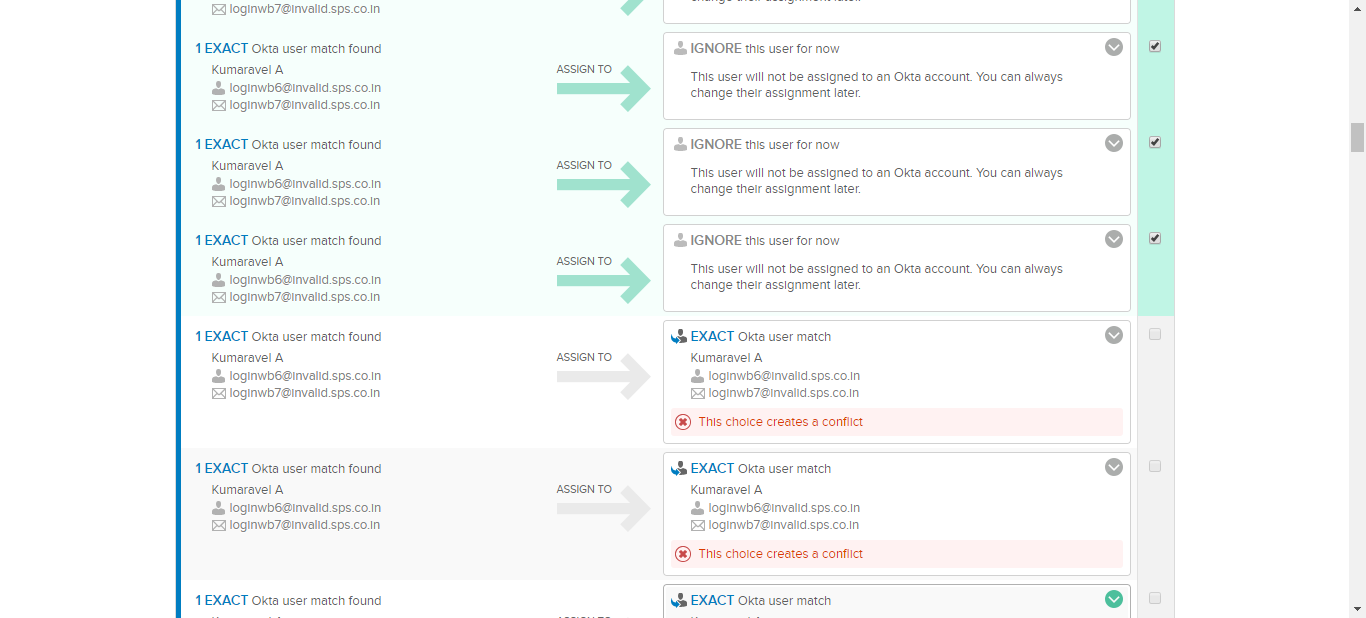 loginwb7@invalid.sps.co.in
change their assignment later.
1 EXACT Okta user match found
Kumaravel A
loginwb6@invalid.sps.co.in
loginwb7@invalid.sps.co.in
ASSIGN TO
IGNORE this user for now
This user will not be assigned to an Okta account. You can always
change their assignment later.
1 EXACT Okta user match found
Kumaravel A
loginwb6@invalid.sps.co.in
loginwb7@invalid.sps.co.in
ASSIGN TO
IGNORE this user for now
This user will not be assigned to an Okta account. You can always
change their assignment later.
1 EXACT Okta user match found
Kumaravel A
loginwb6@invalid.sps.co.in
loginwb7@invalid.sps.co.in
ASSIGN TO
IGNORE this user for now
This user will not be assigned to an Okta account. You can always
change their assignment later.
1 EXACT Okta user match found
Kumaravel A
loginwb6@invalid.sps.co.in
loginwb7@invalid.sps.co.in
ASSIGN TO
EXACT Okta user match
Kumaravel A
loginwb6@invalid.sps.co.in
loginwb7@invalid.sps.co.in
This choice creates a conflict
1 EXACT Okta user match found
Kumaravel A
loginwb6@invalid.sps.co.in
loginwb7@invalid.sps.co.in
ASSIGN TO
EXACT Okta user match
Kumaravel A
loginwb6@invalid.sps.co.in
loginwb7@invalid.sps.co.in
This choice creates a conflict
1 EXACT Okta user match found
EXACT Okta user match